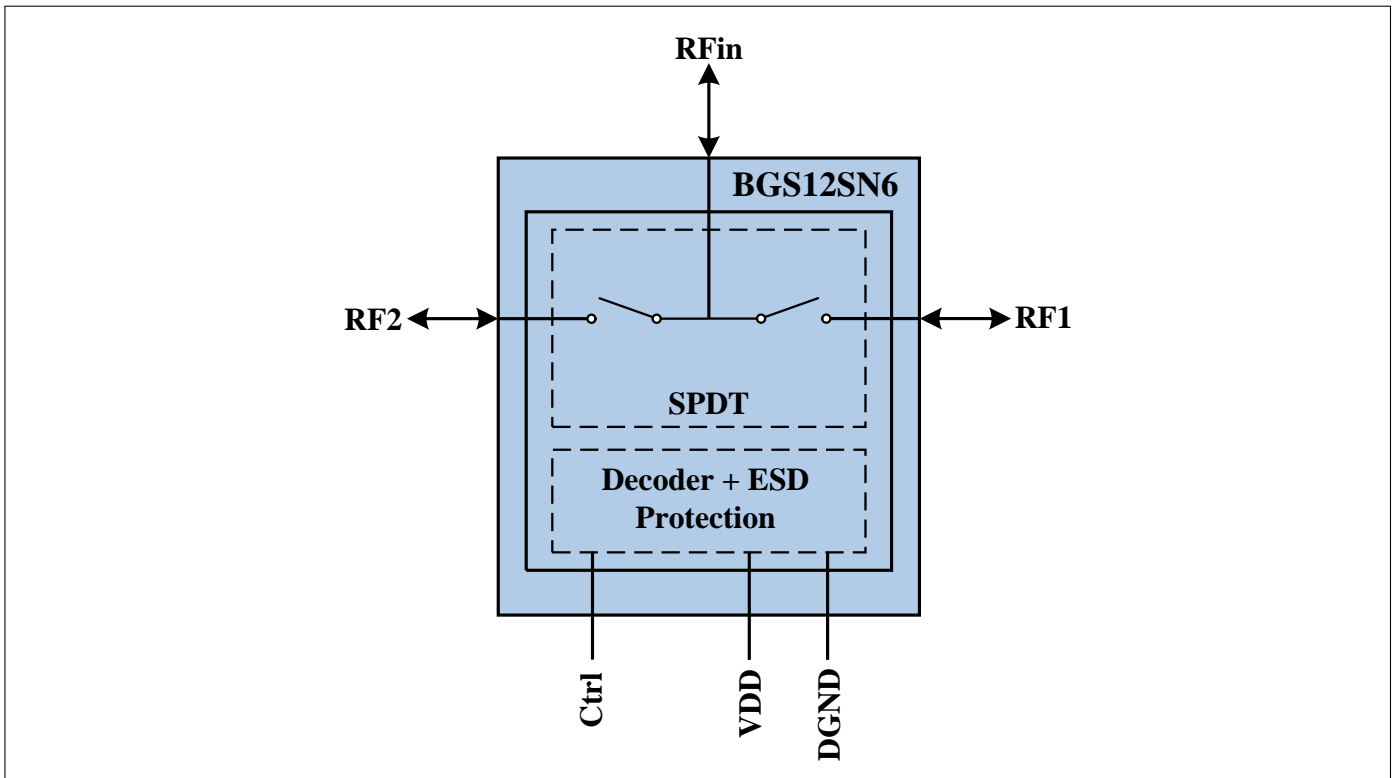 RFin
BGS12SN6
RF2
RF1
SPDT
Decoder + ESD
Protection
Ctrl
VDD
DGND